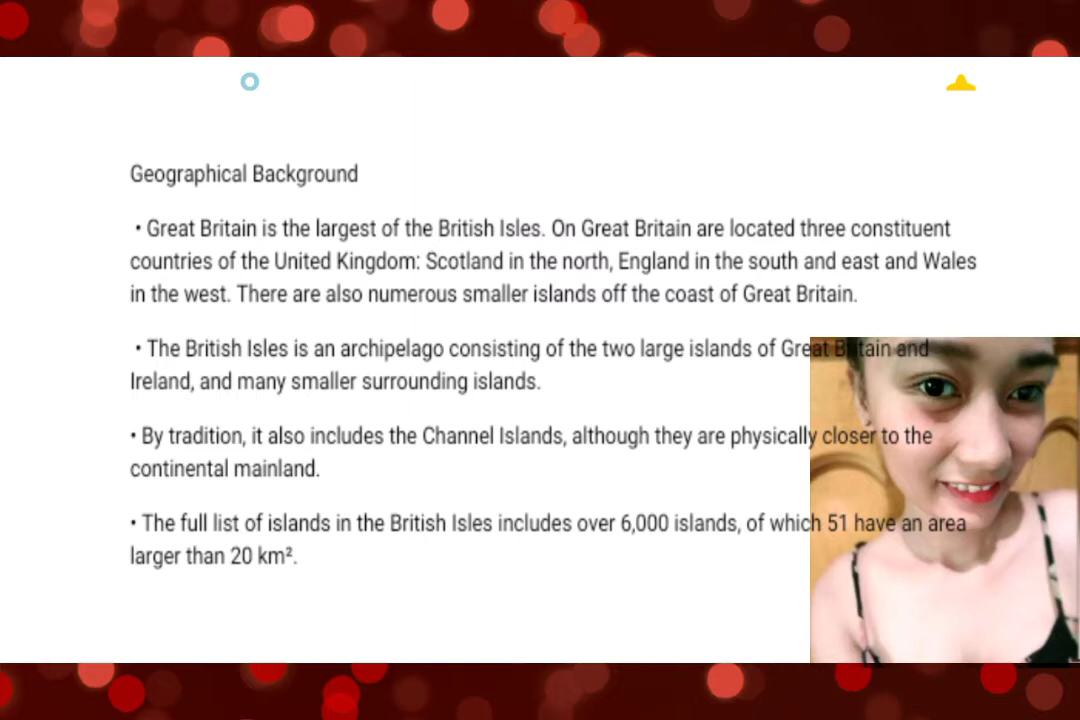 Geographical Background
• Great Britain is the largest of the British Isles. On Great Britain are located three constituent
countries of the United Kingdom: Scotland in the north, England in the south and east and Wales
in the west. There are also numerous smaller islands off the coast of Great Britain.
• The British Isles is an archipelago consisting of the two large islands of Great Britain and
Ireland, and many smaller surrounding islands.
• By tradition, it also includes the Channel Islands, although they are physically closer to the
continental mainland.
• The full list of islands in the British Isles includes over 6,000 islands, of which 51 have an area
larger than 20 km².